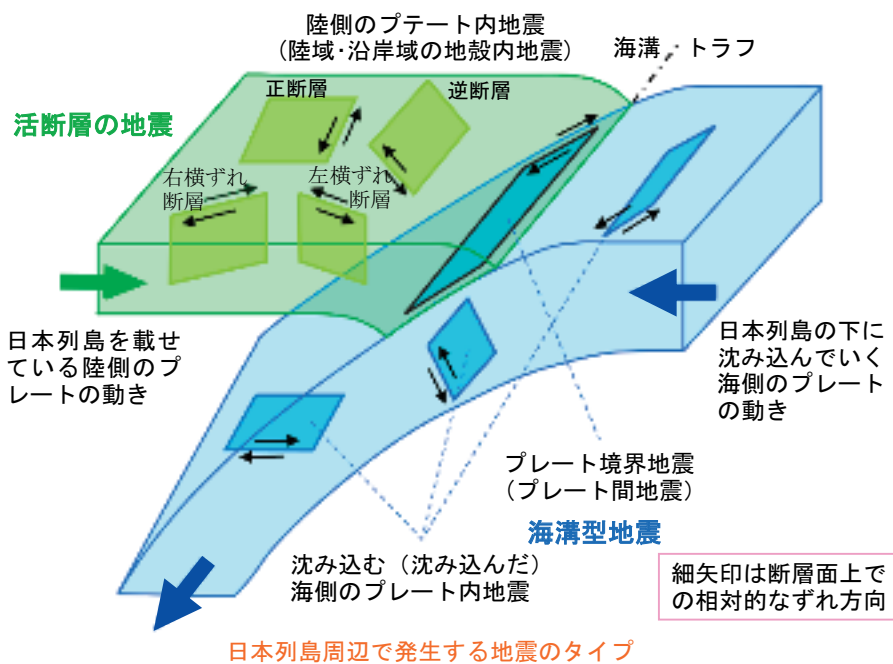 陸側のプテート内地震
(陸域・沿岸域の地殻内地震)
海溝・トラフ
正断層
逆断層
活断層の地震
右横ずれ
断層
左横ずれ
断層
日本列島を載せ
ている陸側のプ
レートの動き
日本列島の下に
沈み込んでいく
海側のプレート
の動き
プレート境界地震
(プレート間地震)
海溝型地震
沈み込む(沈み込んだ)
海側のプレート内地震
細矢印は断層面上で
の相対的なずれ方向
日本列島周辺で発生する地震のタイプ